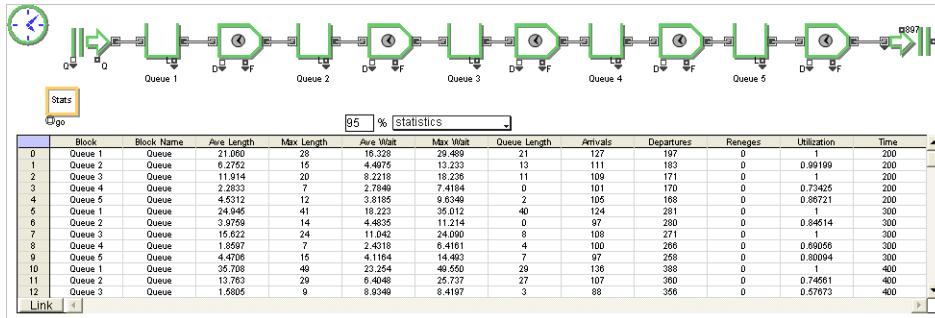 897
Q Q
D F D F D F D F D F
L L L L L
Queue 1 Queue 2 Queue 3 Queue 4 Queue 5
Stats
go
95 % statistics
Block Block Name Ave Length Max Length Ave Wait Max Wait Queue Length Arrivals Departures Reneges Utilization Time
0 Queue 1 Queue 21.060 28 16.328 29.489 21 127 197 0 1 200
1 Queue 2 Queue 6.2752 15 4.4975 13.233 13 111 183 0 0.99199 200
2 Queue 3 Queue 11.914 20 8.2218 18.236 11 109 171 0 1 200
3 Queue 4 Queue 2.2833 7 2.7849 7.4184 0 101 170 0 0.73425 200
4 Queue 5 Queue 4.5312 12 3.8185 9.6349 2 105 168 0 0.86721 200
5 Queue 1 Queue 24.945 41 18.223 35.012 40 124 281 0 1 300
6 Queue 2 Queue 3.9759 14 4.4835 11.214 0 97 280 0 0.84514 300
7 Queue 3 Queue 15.622 24 11.042 24.090 8 108 271 0 1 300
8 Queue 4 Queue 1.8597 7 2.4318 6.4161 4 100 266 0 0.69056 300
9 Queue 5 Queue 4.4706 15 4.1164 14.493 7 97 258 0 0.80094 300
10 Queue 1 Queue 35.708 49 23.254 49.550 29 136 388 0 1 400
11 Queue 2 Queue 13.763 29 6.4048 25.737 27 107 360 0 0.74561 400
12 Queue 3 Queue 1.5805 9 8.9349 8.4197 3 88 356 0 0.57673 400
Link